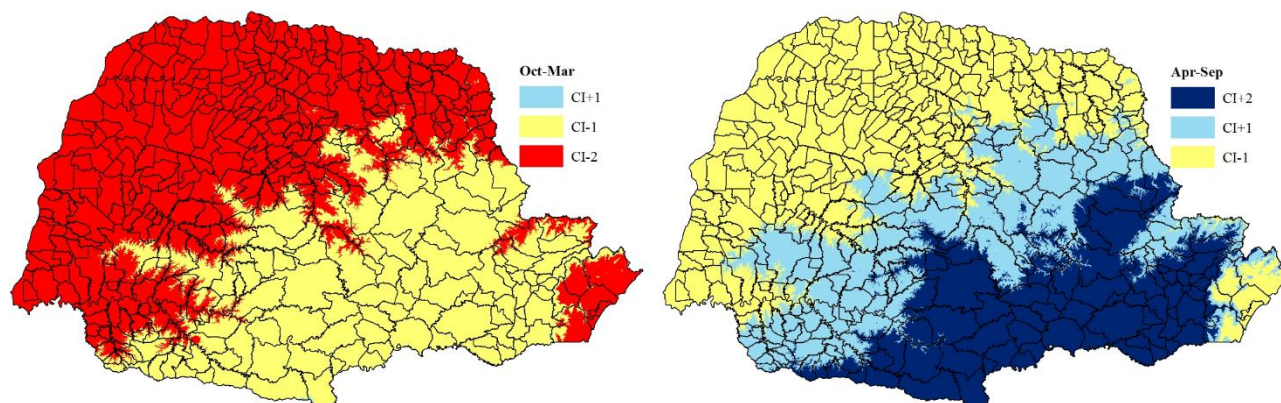 Oct-Mar
CI+1
CI-1
CI-2
Apr-Sep
CI+2
CI+1
CI-1